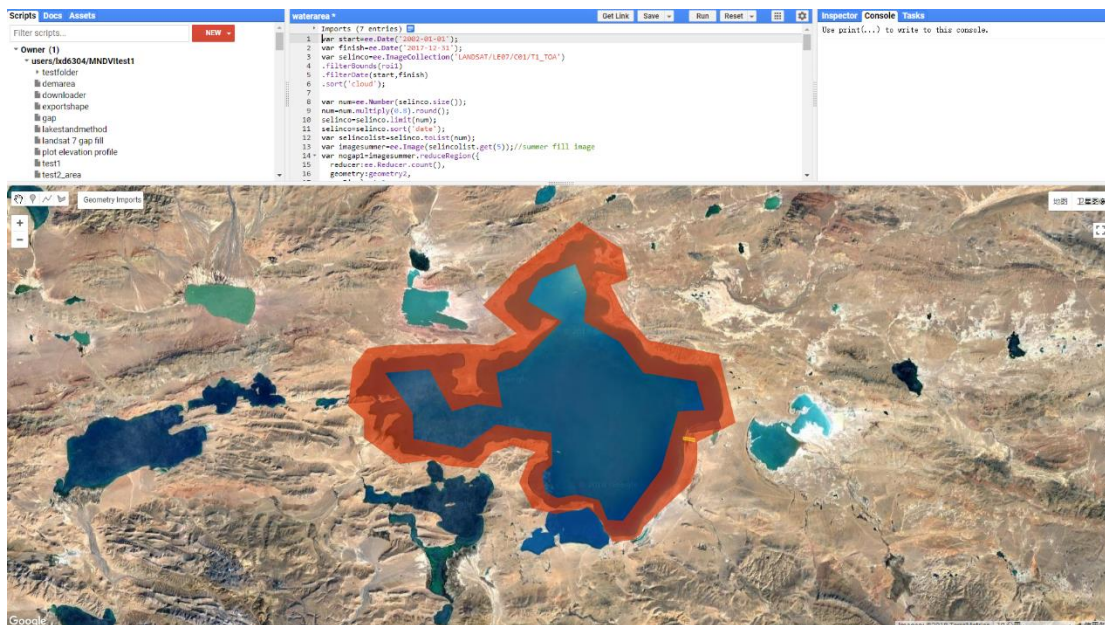 Scripts Docs Assets
Filter scripts...
NEW
Owner (1)
users/lxd6304/MNDVItest1
testfolder
demarea
downloader
exportshape
gap
lakestandmethod
landsat 7 gap fill
plot elevation profile
test1
test2_area
waterarea *
Get Link Save Run Reset
Imports (7 entries)
1 var start=ee.Date('2002-01-01');
2 var finish=ee.Date('2017-12-31');
3 var selinco=ee.ImageCollection('LANDSAT/LE07/C01/T1_TOA')
4 .filterBounds(roi1)
5 .filterDate(start,finish)
6 .sort('cloud');
7
8 var num=ee.Number(selinco.size());
9 num=num.multiply(0.8).round();
10 selinco=selinco.limit(num);
11 selinco=selinco.sort('date');
12 var selincolist=selinco.toList(num);
13 var imagesummer=ee.Image(selincolist.get(5));//summer fill image
14 var nogap1=imagesummer.reduceRegion({
15 reducer:ee.Reducer.count(),
16 geometry:geometry2,
Inspector Console Tasks
Use print(...) to write to this console.
Geometry Imports
+
−
地图 卫星图像
Google